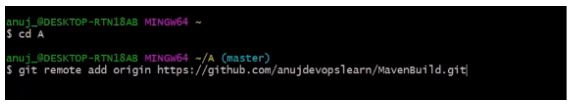 anuj_@DESKTOP-RTN18AB MINGW64 ~
$ cd A
anuj_@DESKTOP-RTN18AB MINGW64 ~/A (master)
$ git remote add origin https://github.com/anujdevopslearn/MavenBuild.git